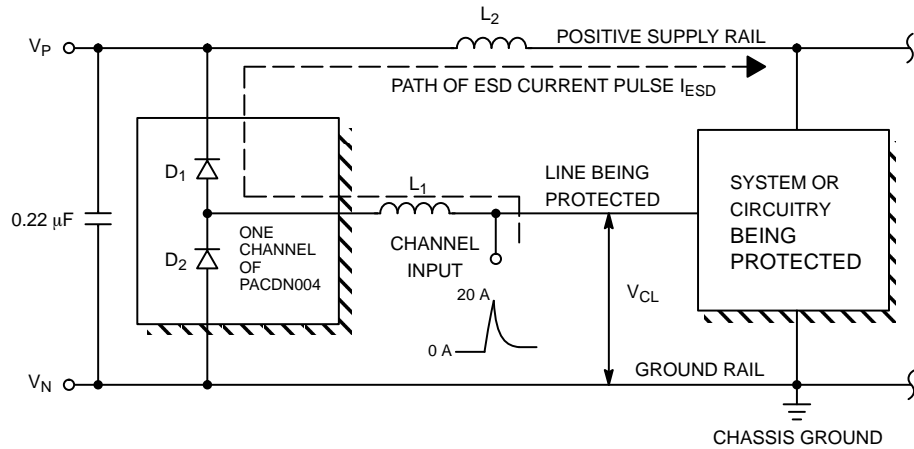 L2
VP
POSITIVE SUPPLY RAIL
PATH OF ESD CURRENT PULSE IESD
D1
L1
LINE BEING
PROTECTED
SYSTEM OR
CIRCUITRY
BEING
PROTECTED
0.22 μF
D2
ONE
CHANNEL
OF
PACDN004
CHANNEL
INPUT
20 A
0 A
VCL
VN
GROUND RAIL
CHASSIS GROUND